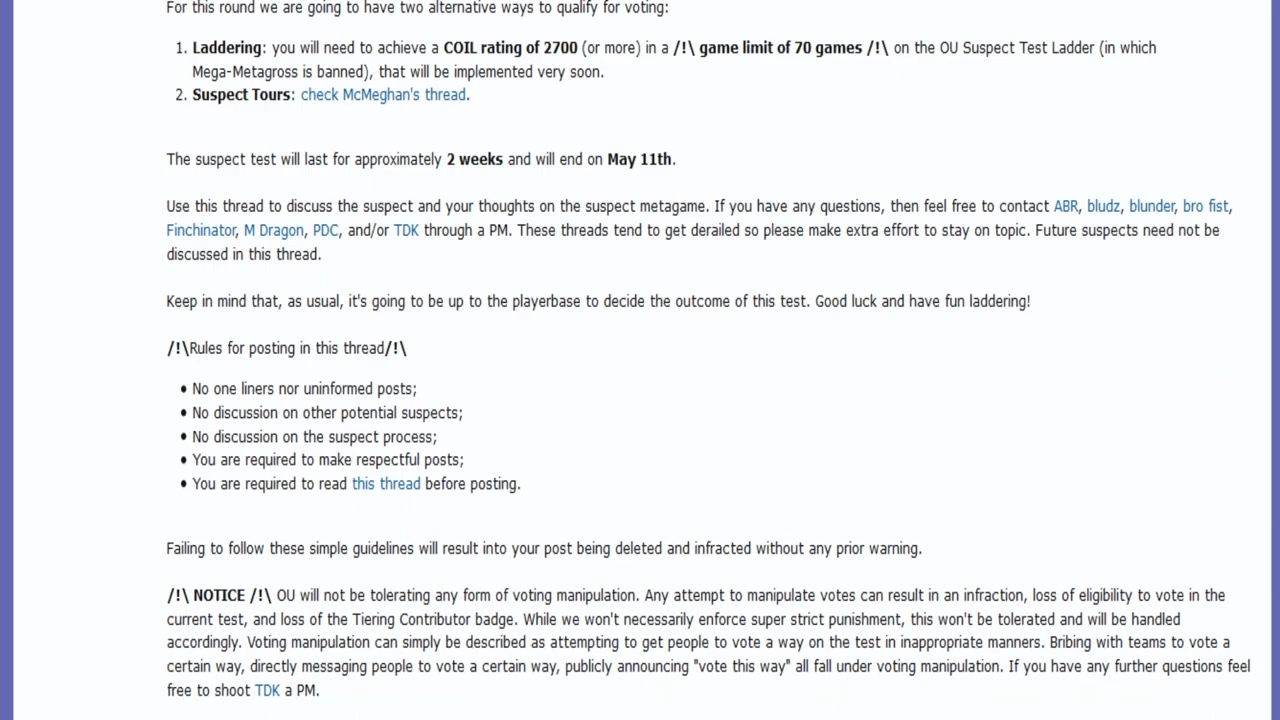 For this round we are going to have two alternative ways to qualify for voting:
1. Laddering: you will need to achieve a COIL rating of 2700 (or more) in a /!\ game limit of 70 games /!\ on the OU Suspect Test Ladder (in which
Mega-Metagross is banned), that will be implemented very soon.
2. Suspect Tours: check McMeghan's thread.
The suspect test will last for approximately 2 weeks and will end on May 11th.
Use this thread to discuss the suspect and your thoughts on the suspect metagame. If you have any questions, then feel free to contact ABR, bludz, blunder, bro fist,
Finchinator, M Dragon, PDC, and/or TDK through a PM. These threads tend to get derailed so please make extra effort to stay on topic. Future suspects need not be
discussed in this thread.
Keep in mind that, as usual, it's going to be up to the playerbase to decide the outcome of this test. Good luck and have fun laddering!
/!\Rules for posting in this thread/!\
• No one liners nor uninformed posts;
• No discussion on other potential suspects;
• No discussion on the suspect process;
• You are required to make respectful posts;
• You are required to read this thread before posting.
Failing to follow these simple guidelines will result into your post being deleted and infracted without any prior warning.
/!\ NOTICE /!\ OU will not be tolerating any form of voting manipulation. Any attempt to manipulate votes can result in an infraction, loss of eligibility to vote in the
current test, and loss of the Tiering Contributor badge. While we won't necessarily enforce super strict punishment, this won't be tolerated and will be handled
accordingly. Voting manipulation can simply be described as attempting to get people to vote a way on the test in inappropriate manners. Bribing with teams to vote a
certain way, directly messaging people to vote a certain way, publicly announcing "vote this way" all fall under voting manipulation. If you have any further questions feel
free to shoot TDK a PM.